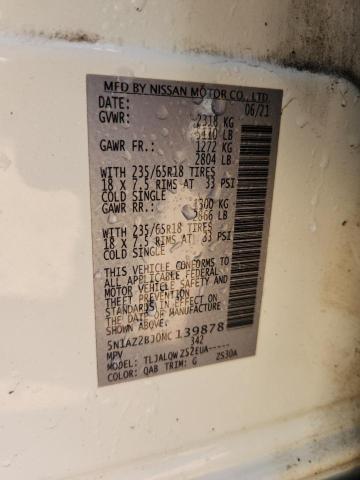 MFD BY NISSAN MOTOR CO., LTD.
DATE: 06/21
GVWR: 2318 KG
5110 LB
GAWR FR.: 1272 KG
2804 LB
WITH 235/65R18 TIRES
18 X 7.5 RIMS AT 33 PSI
COLD SINGLE
GAWR RR.: 1300 KG
2866 LB
WITH 235/65R18 TIRES
18 X 7.5 RIMS AT 33 PSI
COLD SINGLE
THIS VEHICLE CONFORMS TO
ALL APPLICABLE FEDERAL
MOTOR VEHICLE SAFETY
AND THEFT PREVENTION
STANDARDS IN EFFECT ON
THE DATE OF MANUFACTURE
SHOWN ABOVE.
5N1AZ2BJ0MC139878
MPV 342
MODEL: TLJALQWZS2EUA-----
COLOR: QAB TRIM: G ZS30A